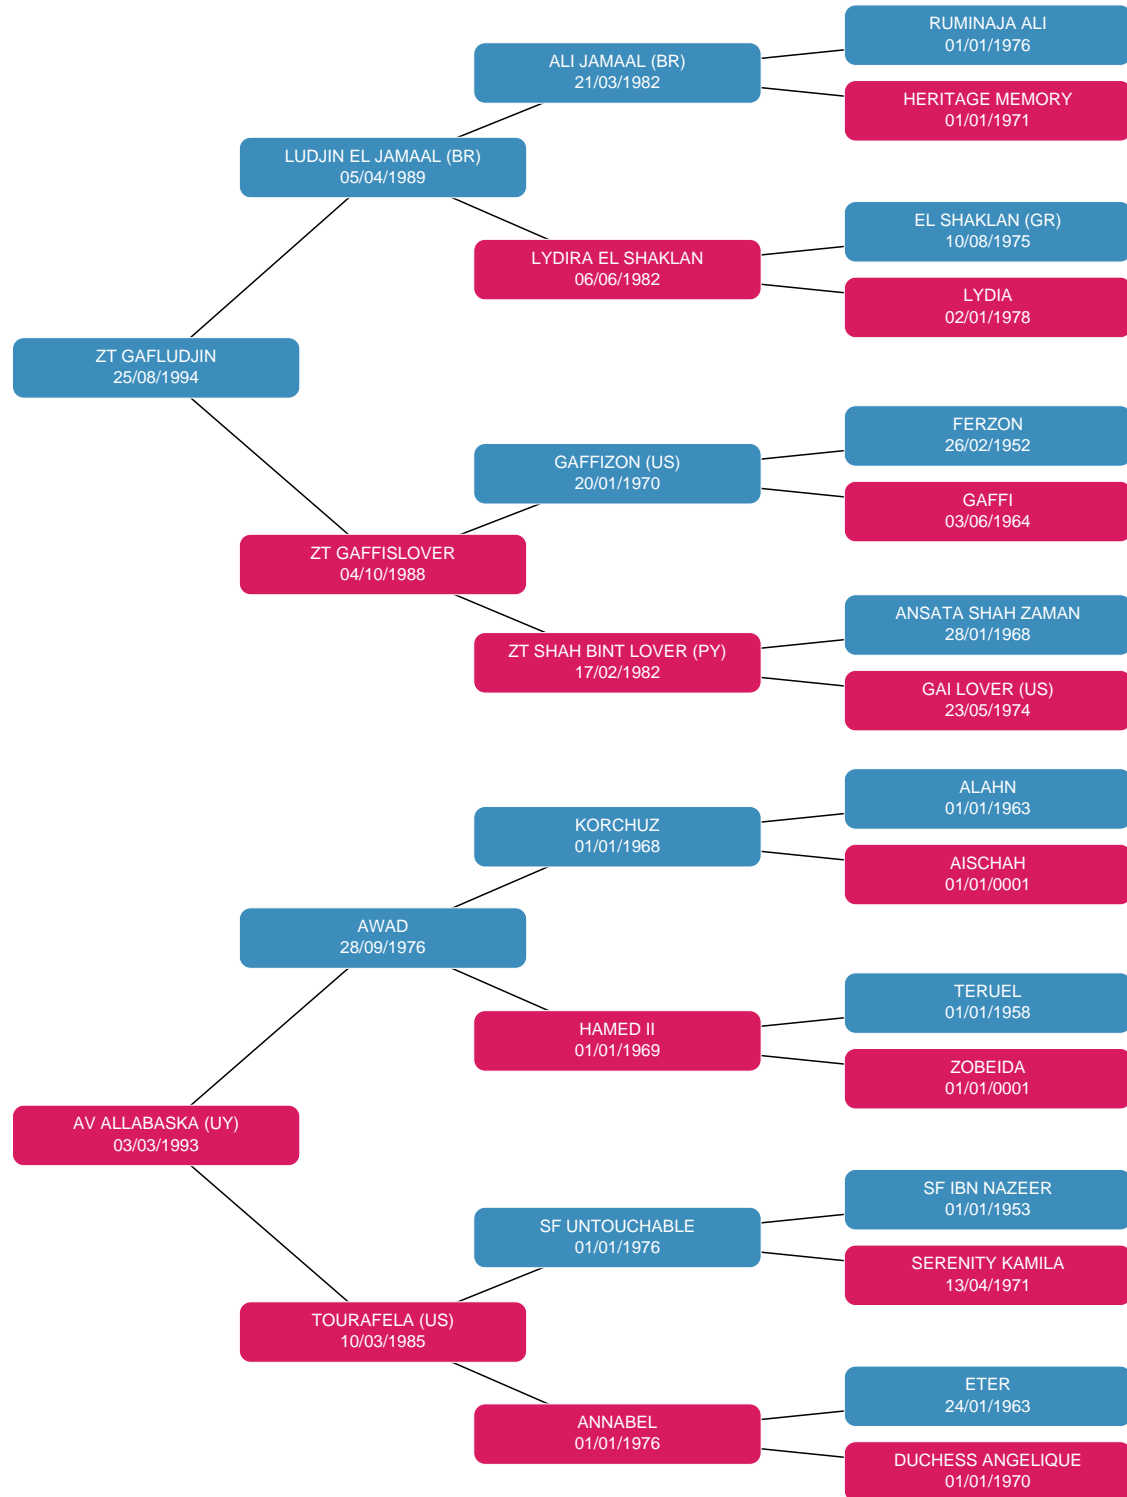 RUMINAJA ALI
01/01/1976
ALI JAMAAL (BR)
21/03/1982
HERITAGE MEMORY
01/01/1971
LUDJIN EL JAMAAL (BR)
05/04/1989
EL SHAKLAN (GR)
10/08/1975
LYDIRA EL SHAKLAN
06/06/1982
LYDIA
02/01/1978
ZT GAFLUDJIN
25/08/1994
FERZON
26/02/1952
GAFFIZON (US)
20/01/1970
GAFFI
03/06/1964
ZT GAFFISLOVER
04/10/1988
ANSATA SHAH ZAMAN
28/01/1968
ZT SHAH BINT LOVER (PY)
17/02/1982
GAI LOVER (US)
23/05/1974
ALAHN
01/01/1963
KORCHUZ
01/01/1968
AISCHAH
01/01/0001
AWAD
28/09/1976
TERUEL
01/01/1958
HAMED II
01/01/1969
ZOBEIDA
01/01/0001
AV ALLABASKA (UY)
03/03/1993
SF IBN NAZEER
01/01/1953
SF UNTOUCHABLE
01/01/1976
SERENITY KAMILA
13/04/1971
TOURAFELA (US)
10/03/1985
ETER
24/01/1963
ANNABEL
01/01/1976
DUCHESS ANGELIQUE
01/01/1970